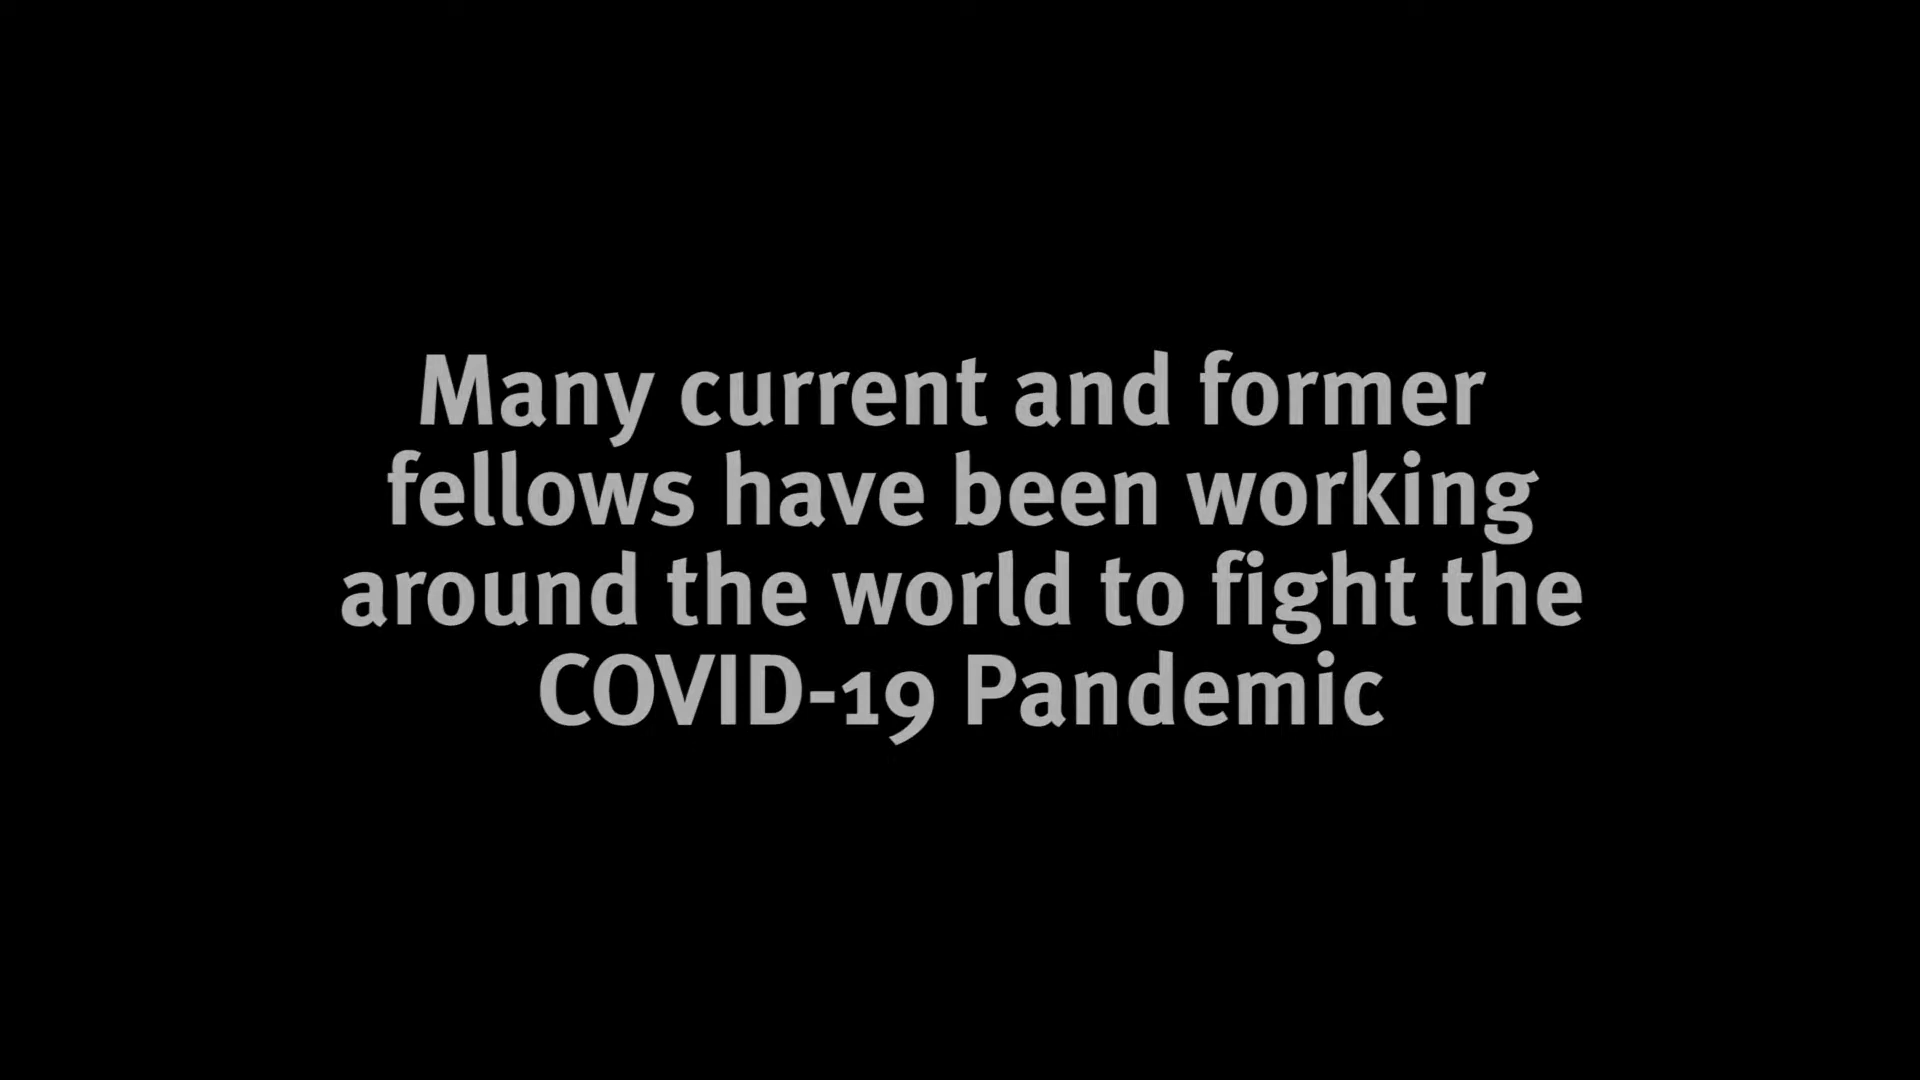 Many current and former
fellows have been working
around the world to fight the
COVID-19 Pandemic